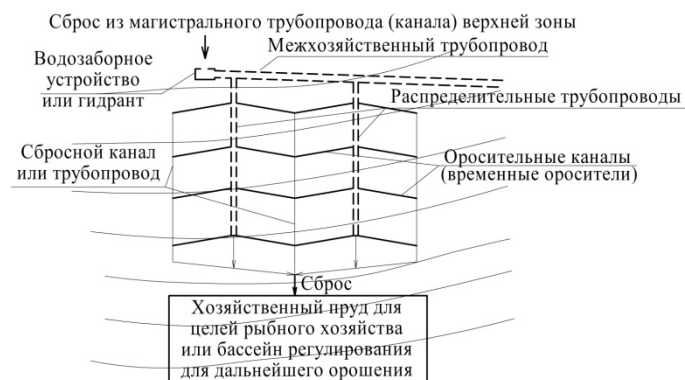 Сброс из магистрального трубопровода (канала) верхней зоны
Водозаборное
устройство
или гидрант
Межхозяйственный трубопровод
Распределительные трубопроводы
Сбросной канал
или трубопровод
Оросительные каналы
(временные оросители)
Сброс
Хозяйственный пруд для
целей рыбного хозяйства
или бассейн регулирования
для дальнейшего орошения